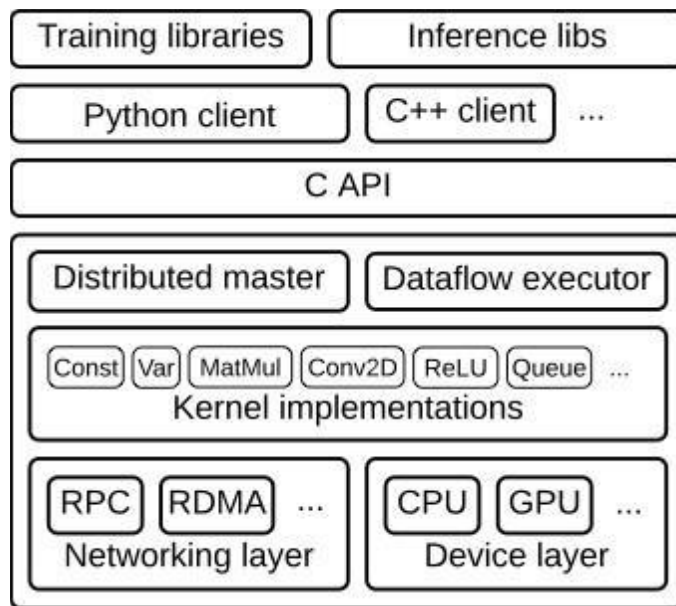 Training libraries Inference libs
Python client C++ client ...
C API
Distributed master Dataflow executor
Const Var MatMul Conv2D ReLU Queue ...
Kernel implementations
RPC RDMA ... CPU GPU ...
Networking layer Device layer